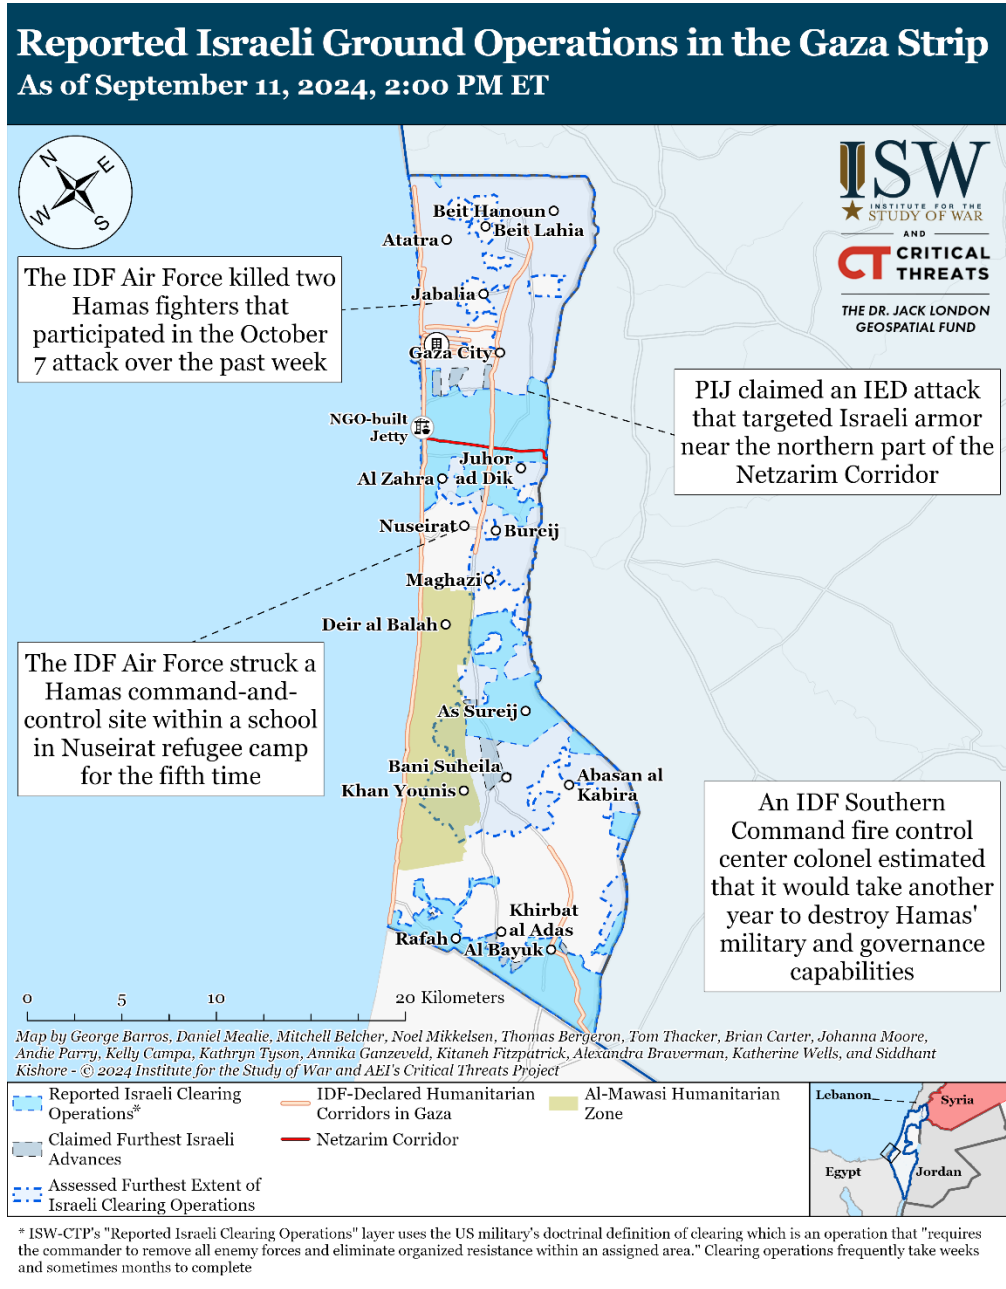 Reported Israeli Ground Operations in the Gaza Strip
As of September 11, 2024, 2:00 PM ET
N
E
W
S
ISW
INSTITUTE FOR THE
STUDY OF WAR
AND
CT CRITICAL
THREATS
THE DR. JACK LONDON
GEOSPATIAL FUND
Beit Hanoun
Beit Lahia
Atatra
The IDF Air Force killed two
Hamas fighters that
participated in the October
7 attack over the past week
Jabalia
Gaza City
PIJ claimed an IED attack
that targeted Israeli armor
near the northern part of the
Netzarim Corridor
NGO-built
Jetty
Juhor
ad Dik
Al Zahra
Nuseirat
Bureij
Maghazi
Deir al Balah
The IDF Air Force struck a
Hamas command-and-
control site within a school
in Nuseirat refugee camp
for the fifth time
As Sureij
Bani Suheila
Khan Younis
Abasan al
Kabira
An IDF Southern
Command fire control
center colonel estimated
that it would take another
year to destroy Hamas'
military and governance
capabilities
Khirbat
al Adas
Rafah
Al Bayuk
0 5 10 20 Kilometers
Map by George Barros, Daniel Mealie, Mitchell Belcher, Noel Mikkelsen, Thomas Bergeron, Tom Thacker, Brian Carter, Johanna Moore,
Andie Parry, Kelly Campa, Kathryn Tyson, Annika Ganzeveld, Kitaneh Fitzpatrick, Alexandra Braverman, Katherine Wells, and Siddhant
Kishore - © 2024 Institute for the Study of War and AEI's Critical Threats Project
Reported Israeli Clearing
Operations*
Claimed Furthest Israeli
Advances
Assessed Furthest Extent of
Israeli Clearing Operations
IDF-Declared Humanitarian
Corridors in Gaza
Netzarim Corridor
Al-Mawasi Humanitarian
Zone
Lebanon
Syria
Egypt
Jordan
* ISW-CTP's "Reported Israeli Clearing Operations" layer uses the US military's doctrinal definition of clearing which is an operation that "requires
the commander to remove all enemy forces and eliminate organized resistance within an assigned area." Clearing operations frequently take weeks
and sometimes months to complete